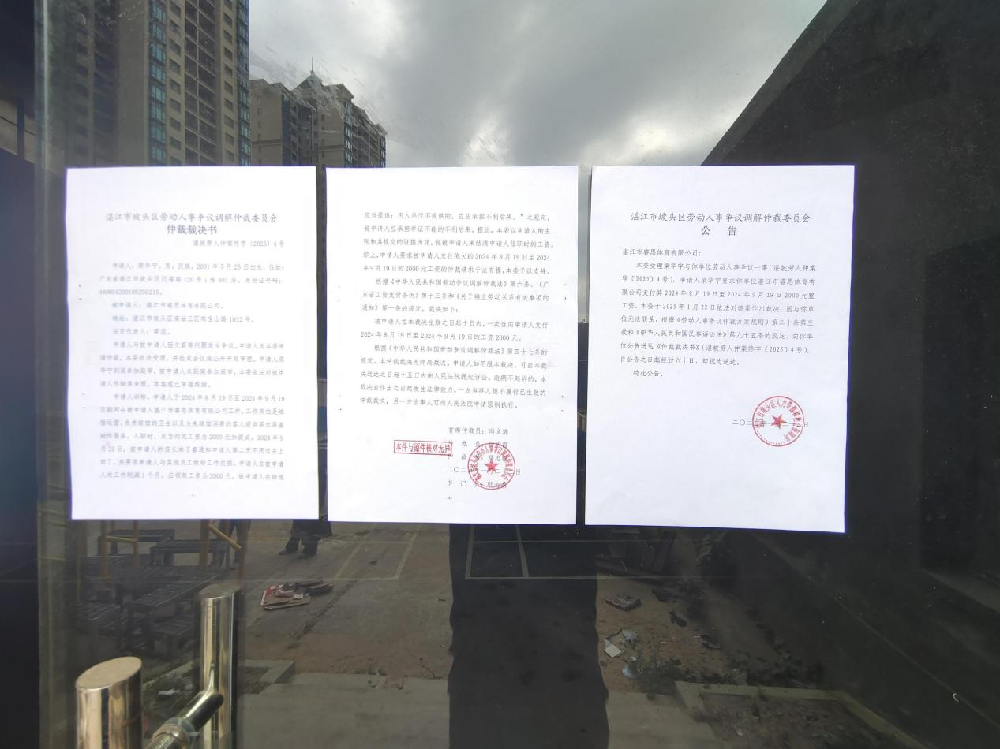 湛江市坡头区劳动人事争议调解仲裁委员会
仲裁裁决书
湛坡劳人仲案终字〔2025〕4号
申请人：梁华宁，男，汉族，2001年5月25日出生，住址：
广东省湛江市坡头区灯塔路120号1栋401房，身份证号码：
440804200105250215。
被申请人：湛江市睿思体育有限公司。
地址：湛江市坡头区南油三区鸡咀山路1012号。
法定代表人：梁蕊。
申请人与被申请人因欠薪等问题发生争议，申请人向本委申
请仲裁。本委依法受理，并组成合议庭公开开庭审理。申请人梁
华宁到庭参加庭审，被申请人未到庭参加庭审，本委依法对被申
请人作缺席审理。本案现已审理终结。
申请人诉称：申请人于2024年8月19日至2024年9月19
日期间在被申请人湛江市睿思体育有限公司工作，工作岗位是球
馆运营，负责球馆的卫生以及为来球馆消费的客人提供茶水等基
础性服务。入职时，双方约定工资为2000元加提成。2024年9
月19日，被申请人的店长林子睿通知申请人第二天不用过去上
班了，并要求申请人与其他员工做好工作交接，申请人在被申请
人处工作刚满1个月，应领取工资为2000元。被申请人在辞退
-1-
应当提供；用人单位不提供的，应当承担不利后果。”之规定，
被申请人应承担举证不能的不利后果。据此，本委以申请人的主
张和其提交的证据为凭，视被申请人未结清申请人任职时的工资。
综上，申请人要求被申请人支付拖欠的2024年8月19日至2024
年9月19日的2000元工资的仲裁请求于法有据，本委予以支持。
根据《中华人民共和国劳动争议调解仲裁法》第六条、《广
东省工资支付条例》第十三条和《关于确立劳动关系有关事项的
通知》第一条的规定，裁决如下：
被申请人在本裁决生效之日起十日内，一次性向申请人支付
2024年8月19日至2024年9月19日的工资2000元。
根据《中华人民共和国劳动争议调解仲裁法》第四十七条的
规定，本仲裁裁决为终局裁决。申请人如不服本裁决，可自本裁
决送达之日起十五日内向人民法院提起诉讼。逾期不起诉的，本
裁决自作出之日起发生法律效力。一方当事人拒不履行已生效的
仲裁裁决，另一方当事人可向人民法院申请强制执行。
首席仲裁员：冯文海
本件与原件核对无异
书 记
湛江市坡头区劳动人事争议调解仲裁委员会
公 告
湛江市睿思体育有限公司：
本委受理梁华宇与你单位劳动人事争议一案（湛坡劳人仲案
字〔2025〕4号），申请人梁华宇要求你单位湛江市睿思体育有
限公司支付其2024年8月19日至2024年9月19日2000元整
工资。本委于2025年1月22日依法对该案作出裁决。因与你单
位无法联系，根据《劳动人事争议仲裁办案规则》第二十条第三
款和《中华人民共和国民事诉讼法》第九十五条的规定，向你单
位公告送达《仲裁裁决书》（湛坡劳人仲案终字〔2025〕4号）。
自公告之日起经过六十日，即视为送达。
特此公告。